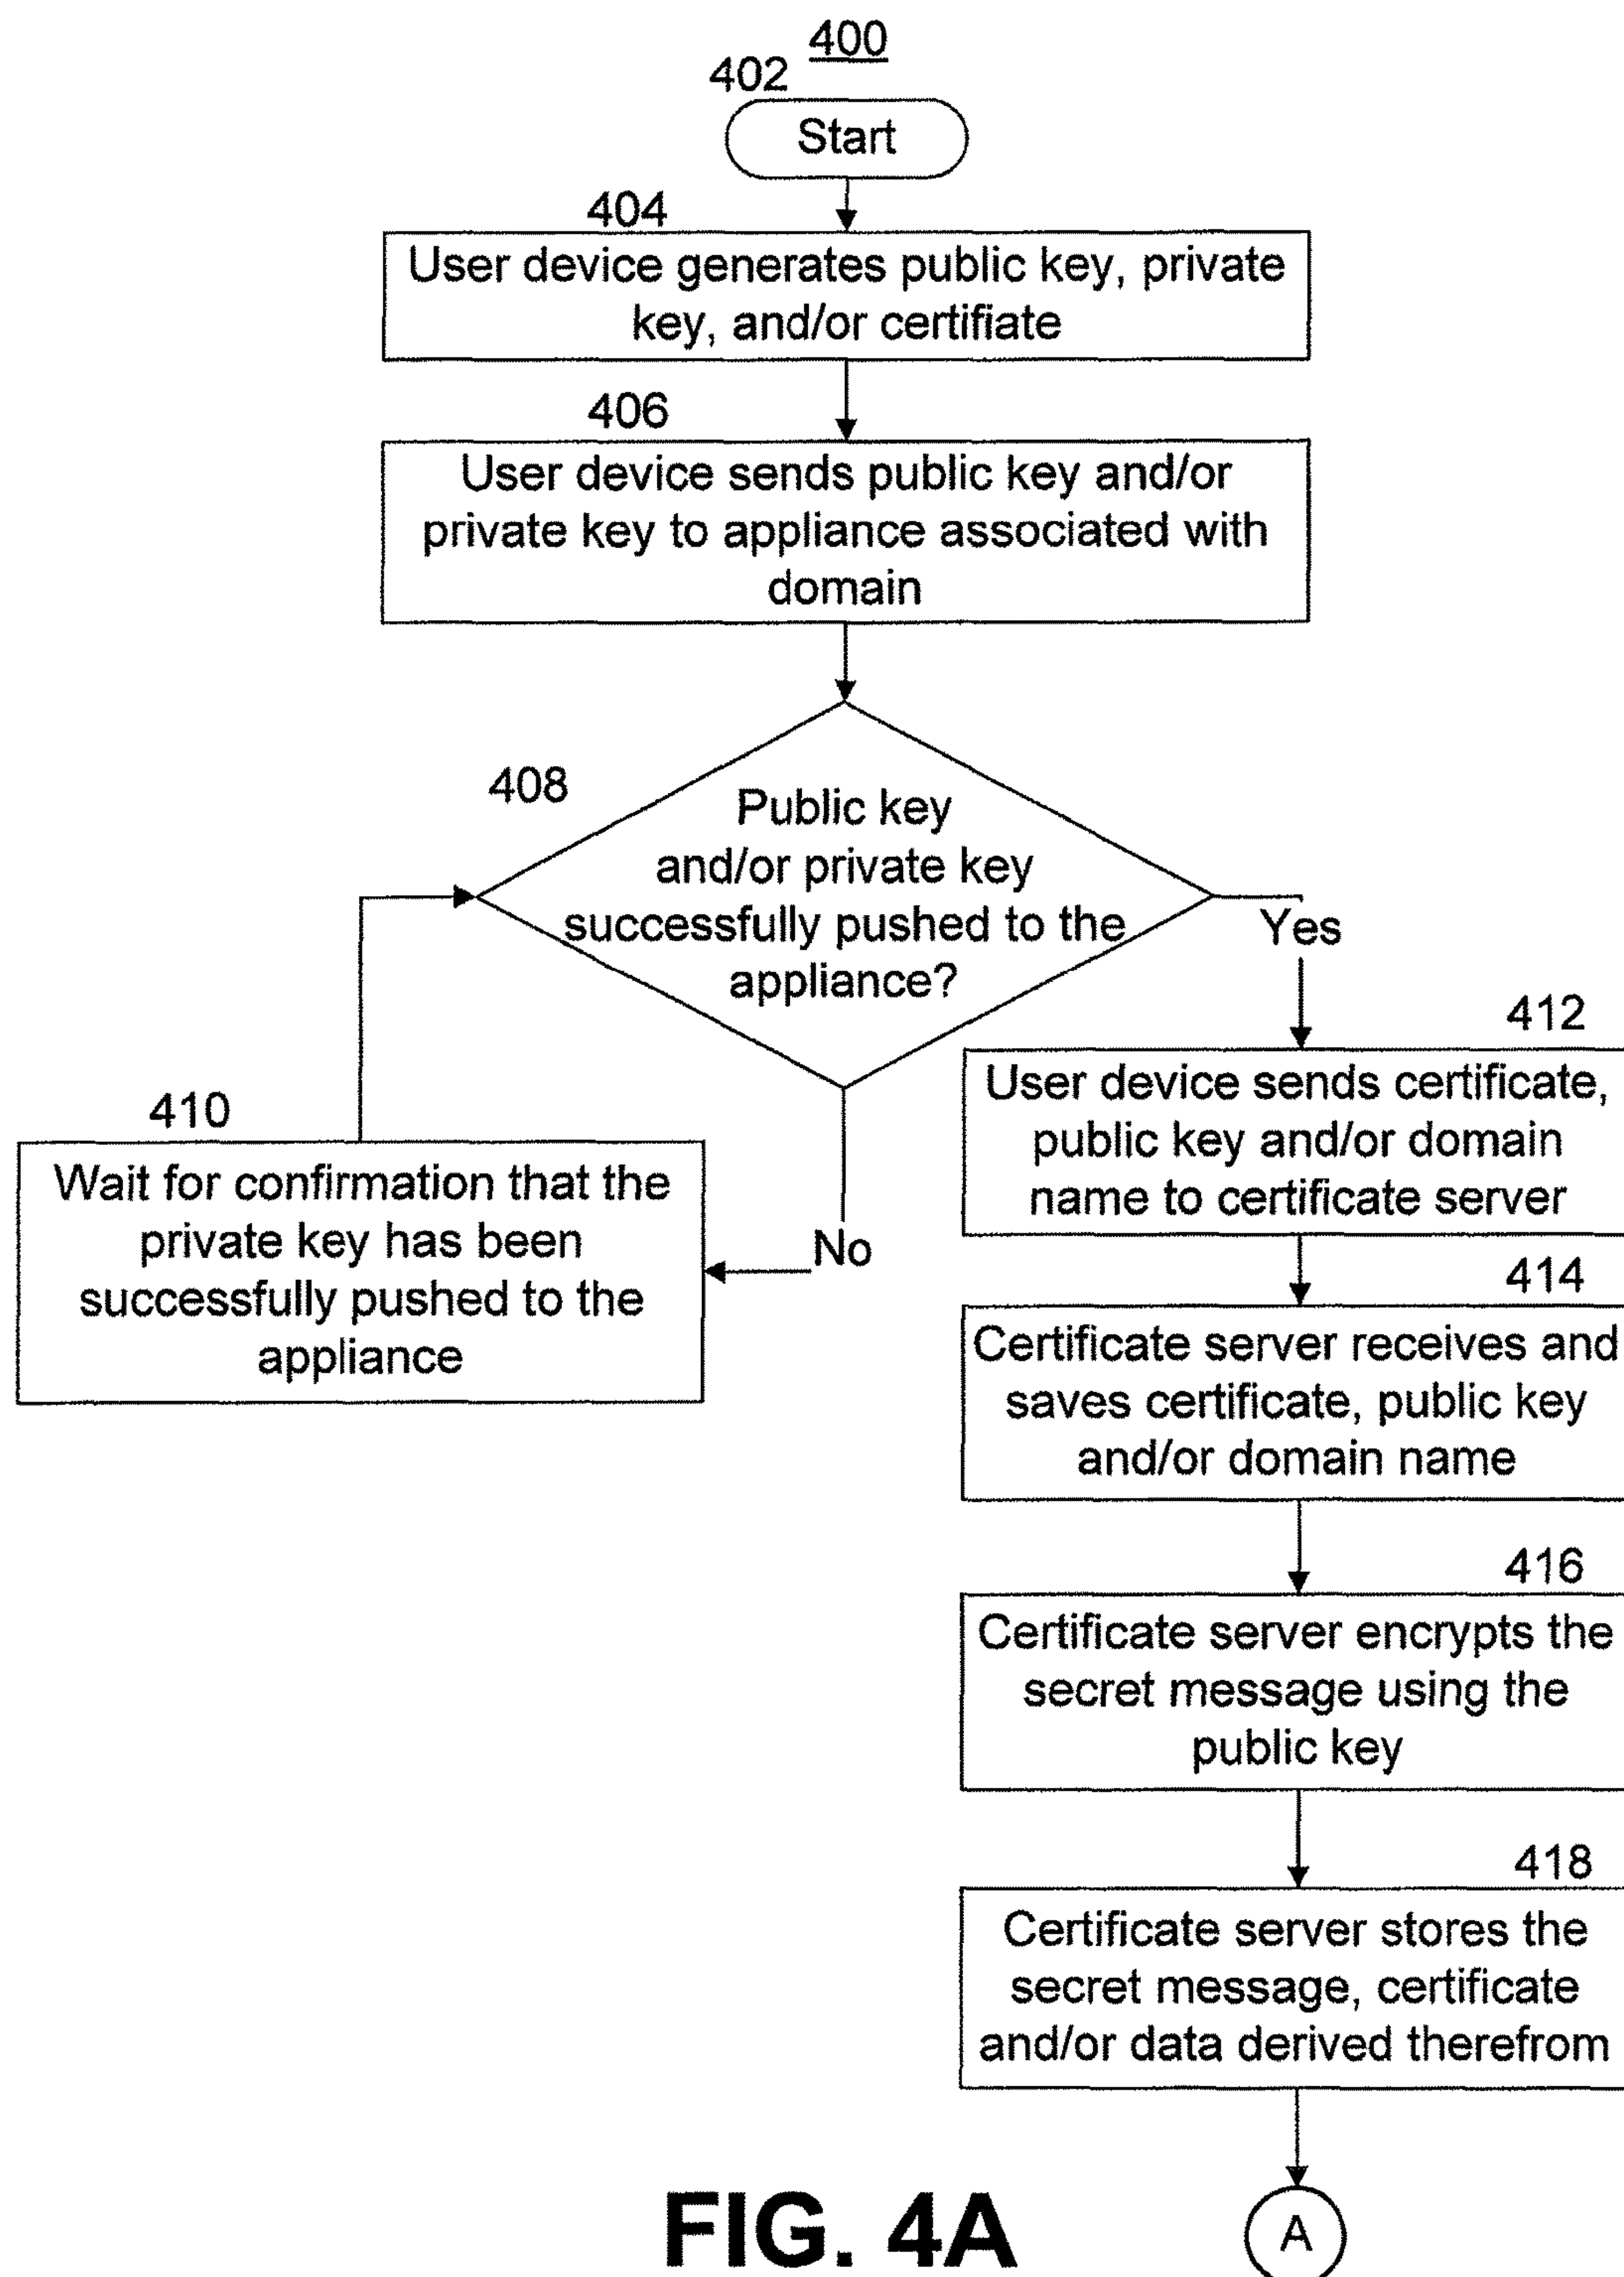 400
402
Start
404
User device generates public key, private
key, and/or certifiate
406
User device sends public key and/or
private key to appliance associated with
domain
408
Public key
and/or private key
successfully pushed to the
appliance?
Yes
410
Wait for confirmation that the
private key has been
successfully pushed to the
appliance
No
412
User device sends certificate,
public key and/or domain
name to certificate server
414
Certificate server receives and
saves certificate, public key
and/or domain name
416
Certificate server encrypts the
secret message using the
public key
418
Certificate server stores the
secret message, certificate
and/or data derived therefrom
A
FIG. 4A